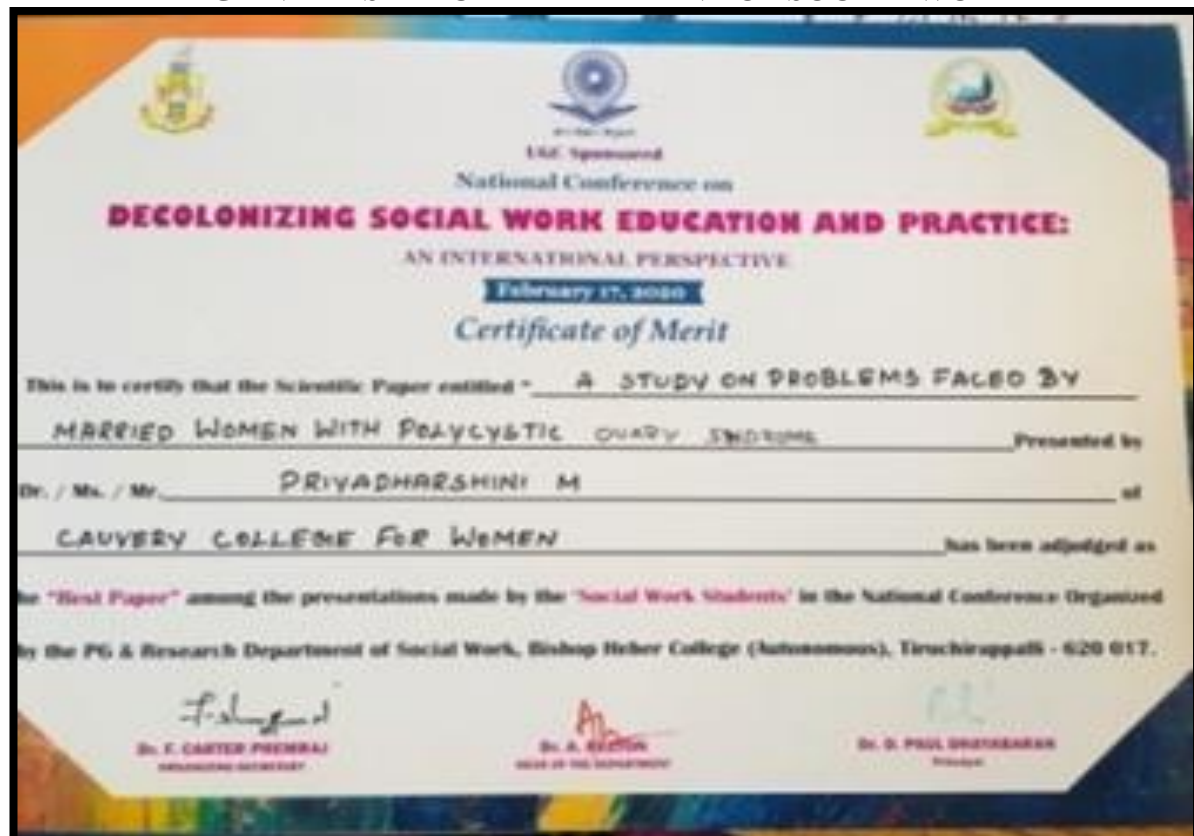 UGC Sponsored
National Conference on
DECOLONIZING SOCIAL WORK EDUCATION AND PRACTICE:
AN INTERNATIONAL PERSPECTIVE
February 17, 2020
Certificate of Merit
This is to certify that the Scientific Paper entitled - A STUDY ON PROBLEMS FACED BY
MARRIED WOMEN WITH POLYCYSTIC OVARY SYNDROME Presented by
Dr. / Ms. / Mr. PRIYADHARSHINI M of
CAUVERY COLLEGE FOR WOMEN has been adjudged as
he "Best Paper" among the presentations made by the 'Social Work Students' in the National Conference Organized
by the PG & Research Department of Social Work, Bishop Heber College (Autonomous), Tiruchirappalli - 620 017.
Dr. F. CARTER PREMRAJ
Dr. A.
Dr. D. PAUL DHAYABARAN
ORGANIZING SECRETARY
HEAD OF THE DEPARTMENT
Principal